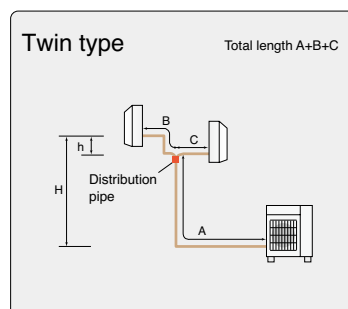 Twin type
Total length A+B+C
B
C
h
H
Distribution
pipe
A